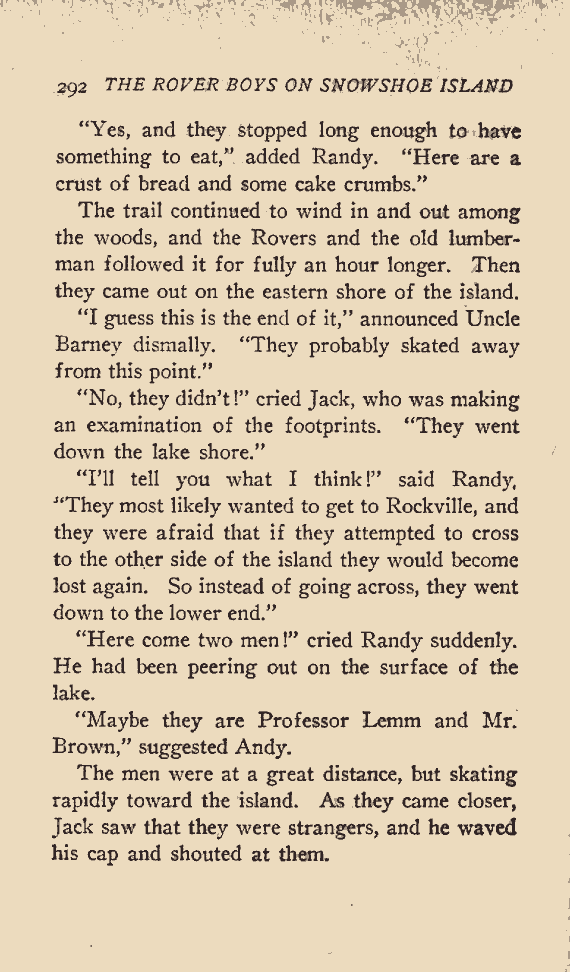 292 THE ROVER BOYS ON SNOWSHOE ISLAND
“Yes, and they stopped long enough to have
something to eat,” added Randy. “Here are a
crust of bread and some cake crumbs.”
The trail continued to wind in and out among
the woods, and the Rovers and the old lumber-
man followed it for fully an hour longer. Then
they came out on the eastern shore of the island.
“I guess this is the end of it,” announced Uncle
Barney dismally. “They probably skated away
from this point.”
“No, they didn’t!” cried Jack, who was making
an examination of the footprints. “They went
down the lake shore.”
“I’ll tell you what I think!” said Randy,
“They most likely wanted to get to Rockville, and
they were afraid that if they attempted to cross
to the other side of the island they would become
lost again. So instead of going across, they went
down to the lower end.”
“Here come two men!” cried Randy suddenly.
He had been peering out on the surface of the
lake.
“Maybe they are Professor Lemm and Mr.
Brown,” suggested Andy.
The men were at a great distance, but skating
rapidly toward the island. As they came closer,
Jack saw that they were strangers, and he waved
his cap and shouted at them.